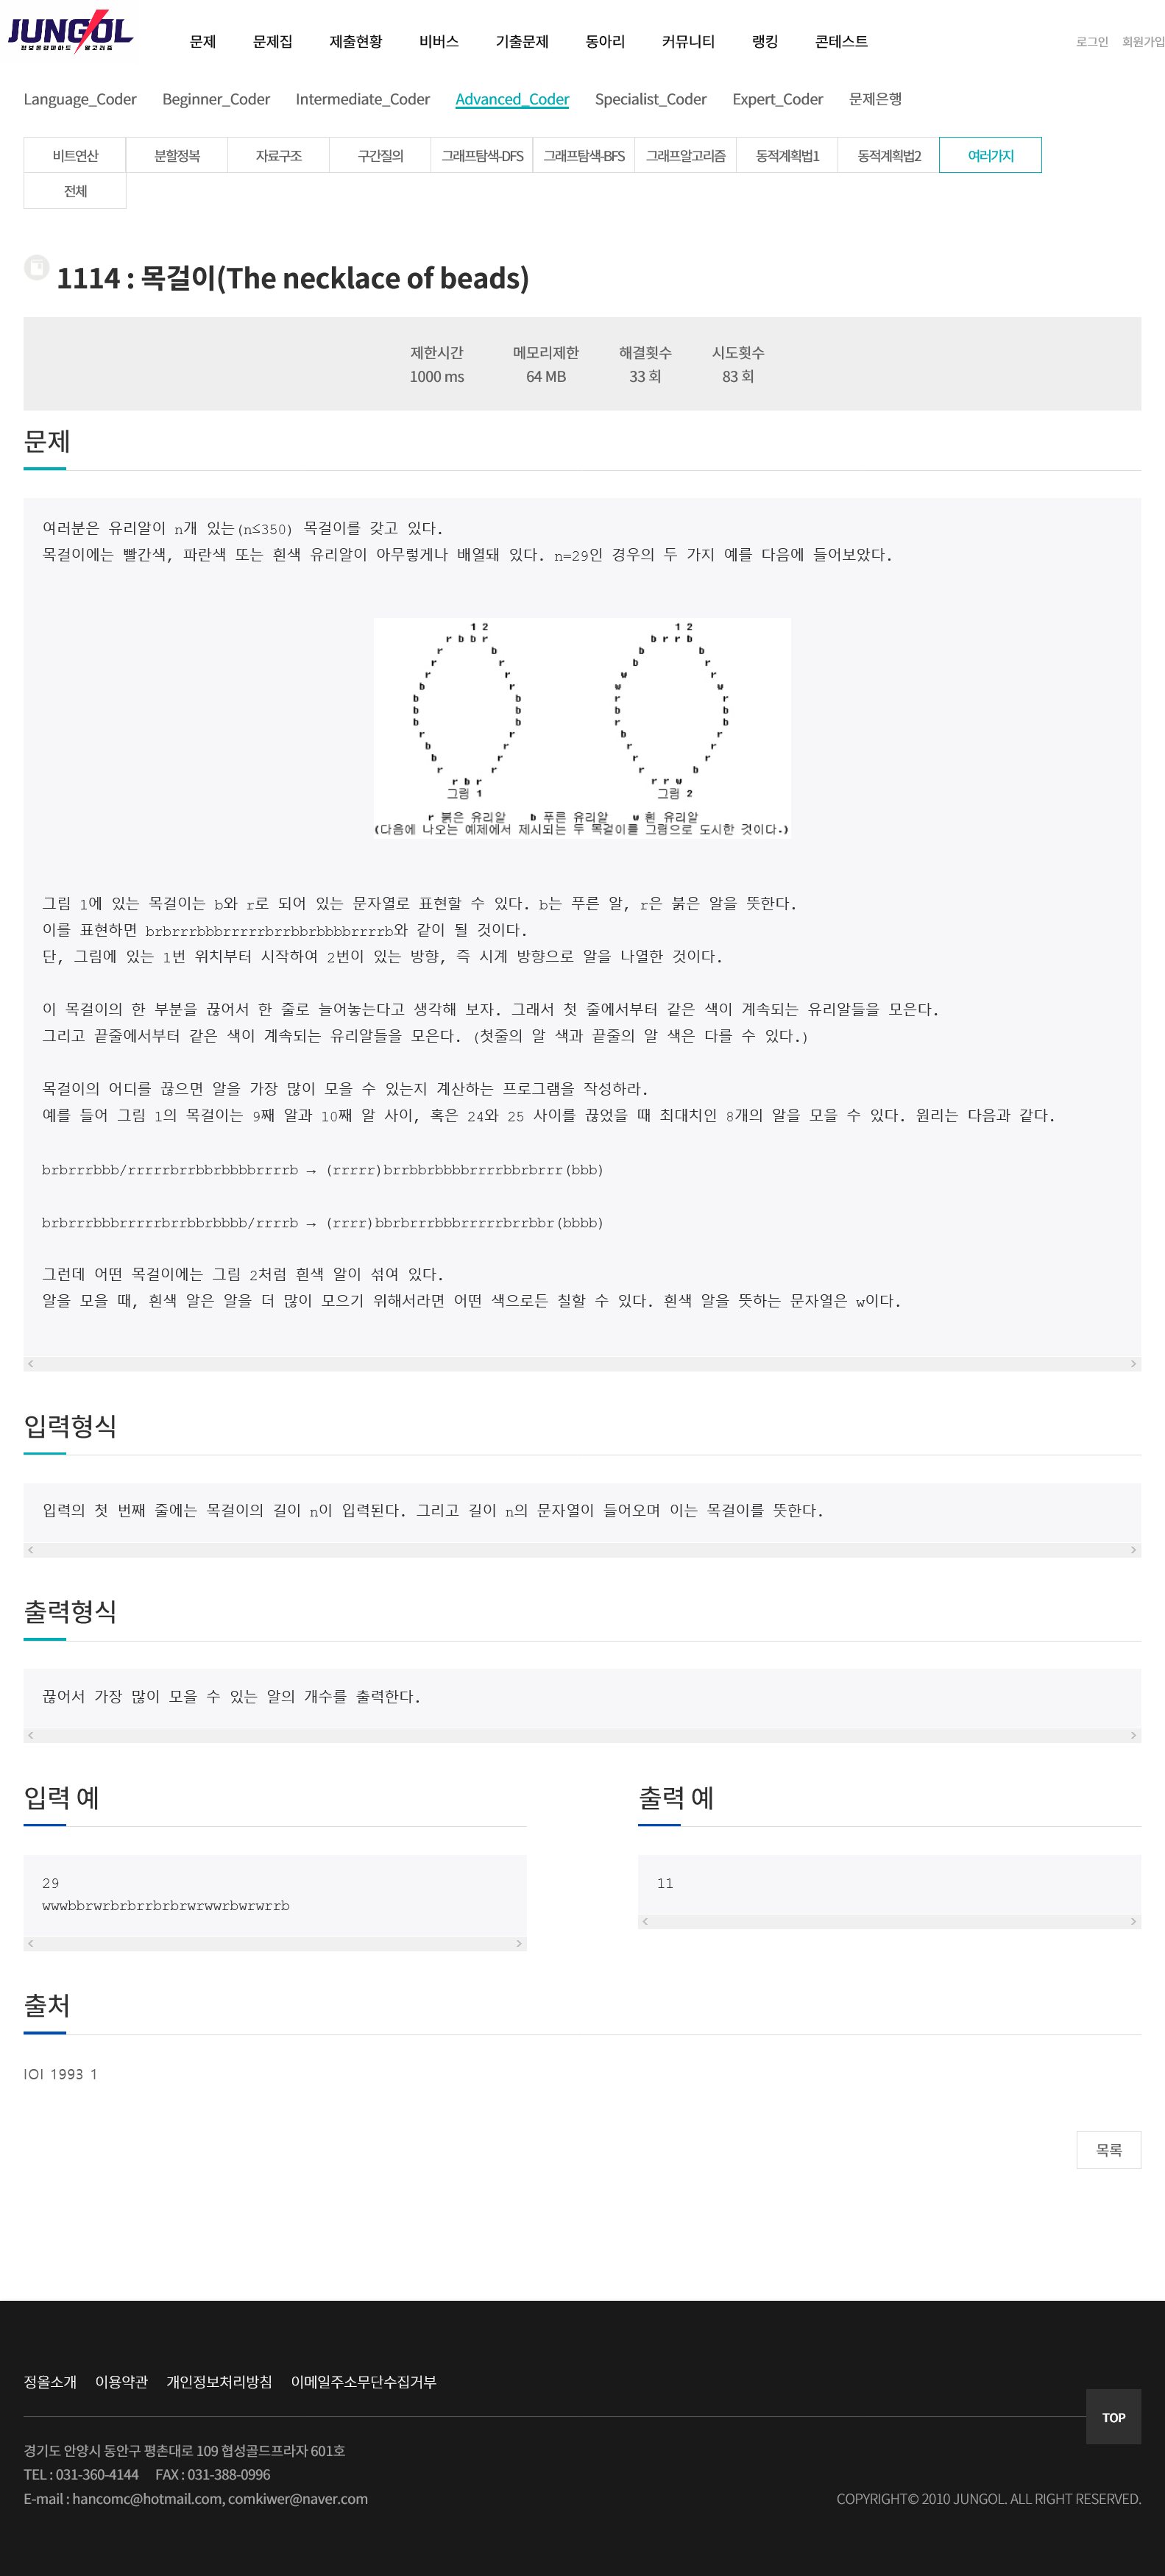 JUNGOL
정보올림피아드 알고리즘
문제 문제집 제출현황 비버스 기출문제 동아리 커뮤니티 랭킹 콘테스트 로그인 회원가입
Language_Coder Beginner_Coder Intermediate_Coder Advanced_Coder Specialist_Coder Expert_Coder 문제은행
비트연산 분할정복 자료구조 구간질의 그래프탐색-DFS 그래프탐색-BFS 그래프알고리즘 동적계획법1 동적계획법2 여러가지
전체
1114 : 목걸이(The necklace of beads)
제한시간 메모리제한 해결횟수 시도횟수
1000 ms 64 MB 33 회 83 회
문제
여러분은 유리알이 n개 있는(n≤350) 목걸이를 갖고 있다.
목걸이에는 빨간색, 파란색 또는 흰색 유리알이 아무렇게나 배열돼 있다. n=29인 경우의 두 가지 예를 다음에 들어보았다.
1 2 1 2
r b b r b r r b
r b b b
r r b r
r r w r
b r w w
b b r r
b b r b
b b r b
r b b r
b r r r
b r r r
r r r b
r b r r r w
그림 1 그림 2
r 붉은 유리알 b 푸른 유리알 w 흰 유리알
(다음에 나오는 예제에서 제시되는 두 목걸이를 그림으로 도시한 것이다.)
그림 1에 있는 목걸이는 b와 r로 되어 있는 문자열로 표현할 수 있다. b는 푸른 알, r은 붉은 알을 뜻한다.
이를 표현하면 brbrrrbbbrrrrrbrrbbrbbbbrrrrb와 같이 될 것이다.
단, 그림에 있는 1번 위치부터 시작하여 2번이 있는 방향, 즉 시계 방향으로 알을 나열한 것이다.
이 목걸이의 한 부분을 끊어서 한 줄로 늘어놓는다고 생각해 보자. 그래서 첫 줄에서부터 같은 색이 계속되는 유리알들을 모은다.
그리고 끝줄에서부터 같은 색이 계속되는 유리알들을 모은다. (첫줄의 알 색과 끝줄의 알 색은 다를 수 있다.)
목걸이의 어디를 끊으면 알을 가장 많이 모을 수 있는지 계산하는 프로그램을 작성하라.
예를 들어 그림 1의 목걸이는 9째 알과 10째 알 사이, 혹은 24와 25 사이를 끊었을 때 최대치인 8개의 알을 모을 수 있다. 원리는 다음과 같다.
brbrrrbbb/rrrrrbrrbbrbbbbrrrrb → (rrrrr)brrbbrbbbbrrrrbbrbrrr(bbb)
brbrrrbbbrrrrrbrrbbrbbbb/rrrrb → (rrrr)bbrbrrrbbbrrrrrbrrbbr(bbbb)
그런데 어떤 목걸이에는 그림 2처럼 흰색 알이 섞여 있다.
알을 모을 때, 흰색 알은 알을 더 많이 모으기 위해서라면 어떤 색으로든 칠할 수 있다. 흰색 알을 뜻하는 문자열은 w이다.
입력형식
입력의 첫 번째 줄에는 목걸이의 길이 n이 입력된다. 그리고 길이 n의 문자열이 들어오며 이는 목걸이를 뜻한다.
출력형식
끊어서 가장 많이 모을 수 있는 알의 개수를 출력한다.
입력 예 출력 예
29
wwwbbrwrbrbrrbrbrwrwwrbwrwrrb
11
출처
IOI 1993 1
목록
정올소개 이용약관 개인정보처리방침 이메일주소무단수집거부
TOP
경기도 안양시 동안구 평촌대로 109 협성골드프라자 601호
TEL : 031-360-4144 FAX : 031-388-0996
E-mail : hancomc@hotmail.com, comkiwer@naver.com COPYRIGHT© 2010 JUNGOL. ALL RIGHT RESERVED.